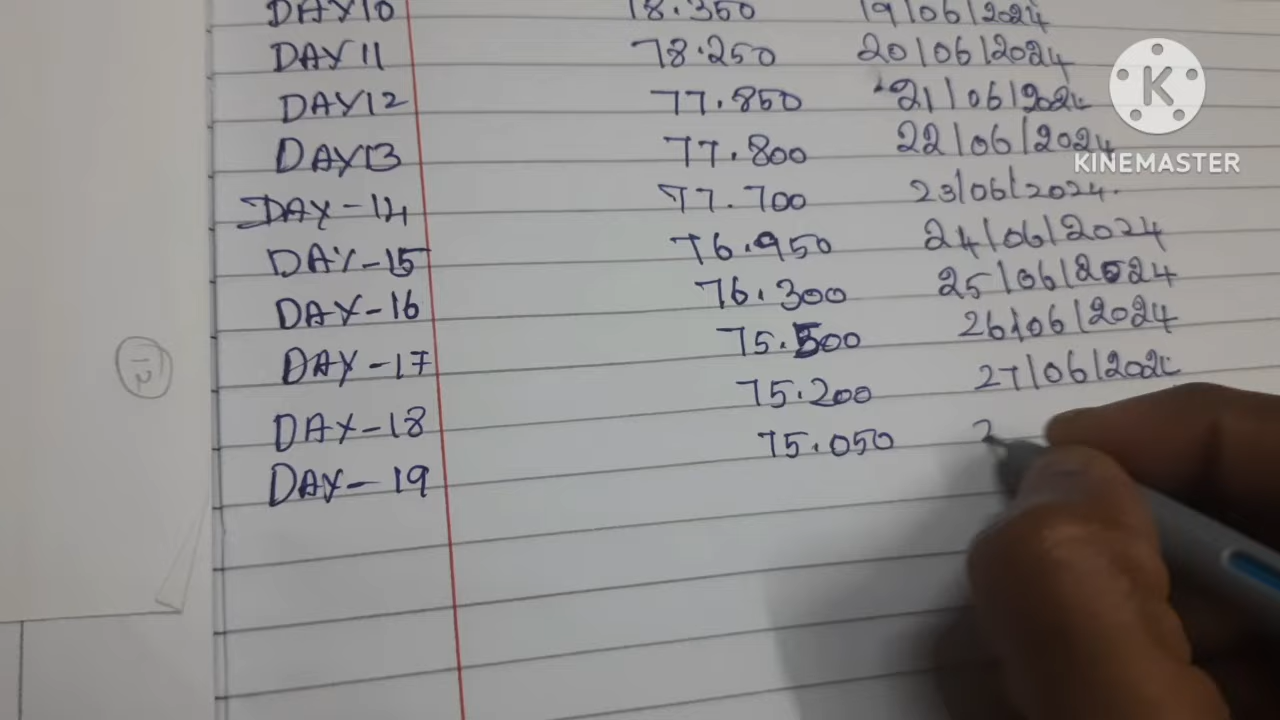 DAY10 78.350 19/06/2024
DAY11 78.250 20/06/2024
DAY12 77.850 21/06/2024
DAY13 77.800 22/06/2024
DAY-14 77.700 23/06/2024
DAY-15 76.950 24/06/2024
DAY-16 76.300 25/06/2024
DAY-17 75.500 26/06/2024
DAY-18 75.200 27/06/2024
DAY-19 75.050 2
K
KINEMASTER